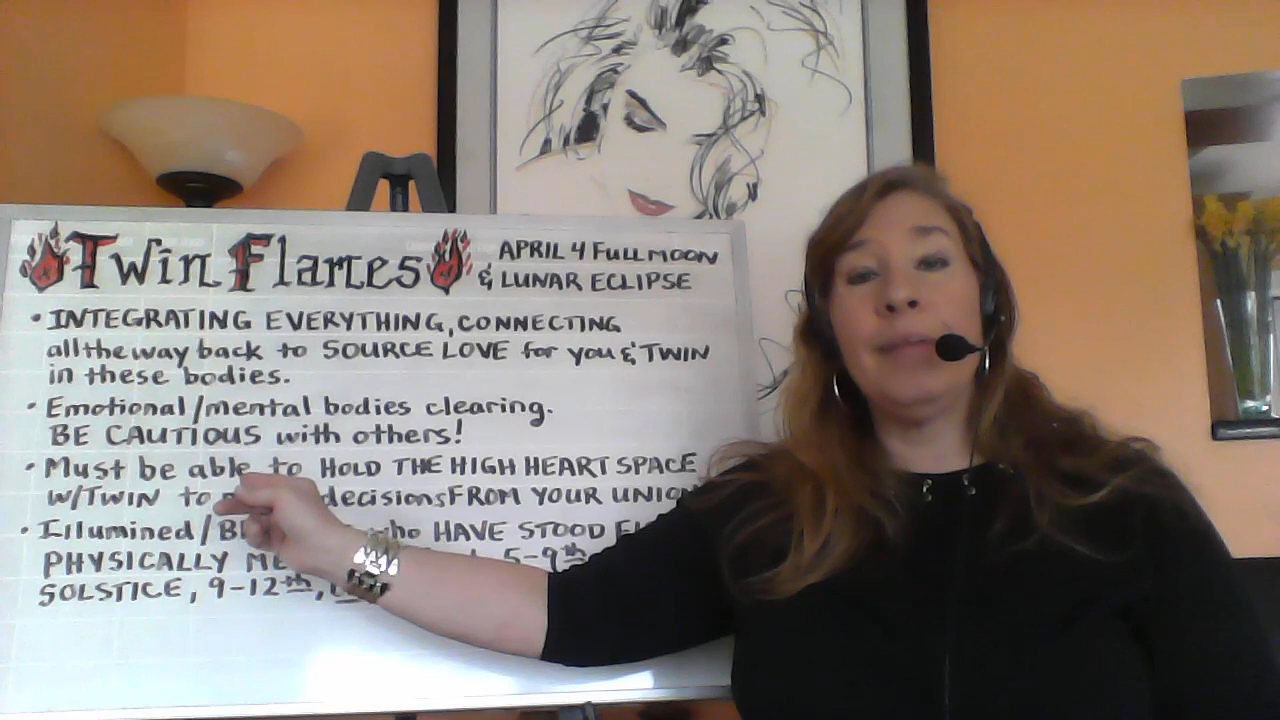 Twin Flames
APRIL 4 FULL MOON
& LUNAR ECLIPSE
• INTEGRATING EVERYTHING, CONNECTING
all the way back to SOURCE LOVE for you & TWIN
in these bodies.
• Emotional/mental bodies clearing.
BE CAUTIOUS with others!
• Must be able to HOLD THE HIGH HEART SPACE
W/TWIN to decisions FROM YOUR UNION
• Illumined/ HAVE STOOD
PHYSICALLY 5-9th
SOLSTICE, 9-12th,